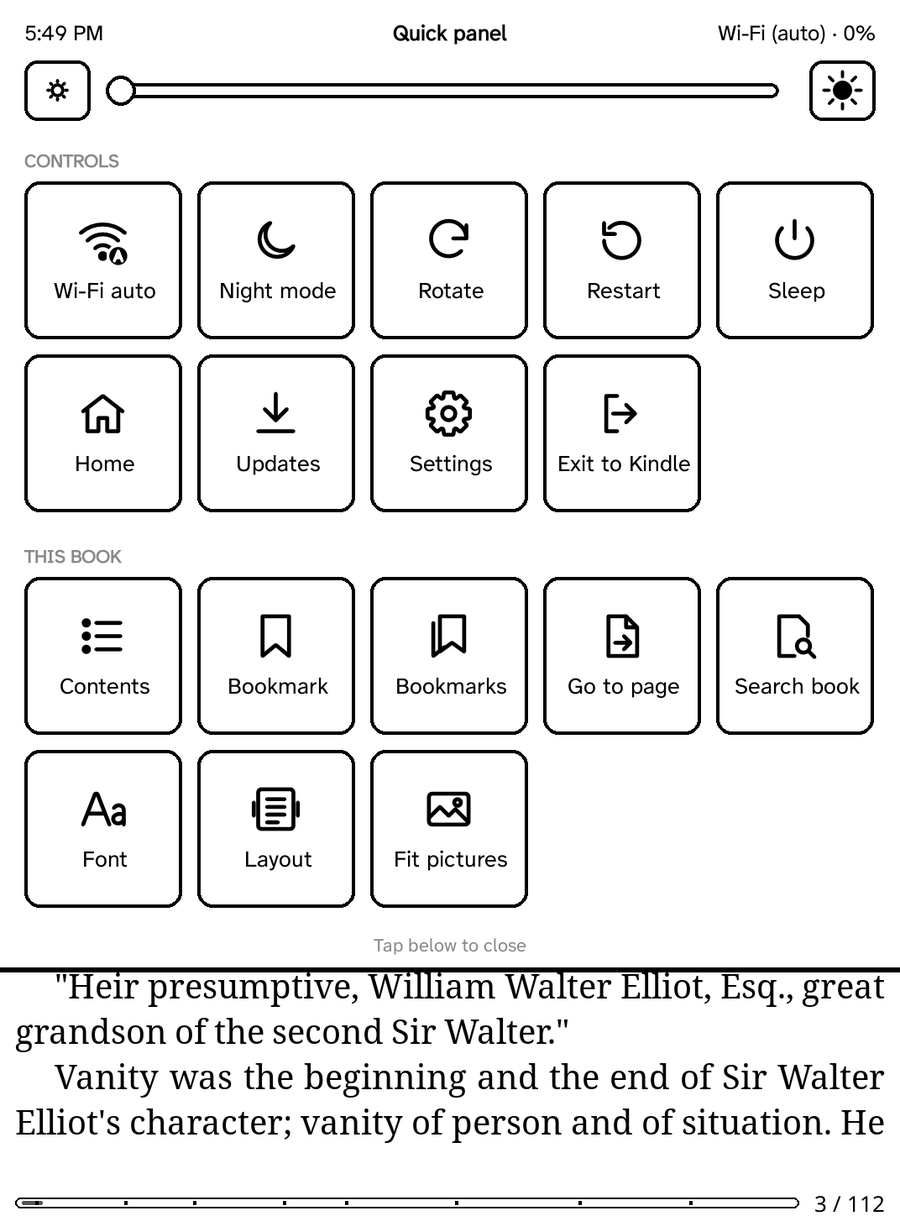 5:49 PM Quick panel Wi-Fi (auto) · 0%
CONTROLS
Wi-Fi auto Night mode Rotate Restart Sleep
Home Updates Settings Exit to Kindle
THIS BOOK
Contents Bookmark Bookmarks Go to page Search book
Aa
Font Layout Fit pictures
Tap below to close
"Heir presumptive, William Walter Elliot, Esq., great
grandson of the second Sir Walter."
Vanity was the beginning and the end of Sir Walter
Elliot's character; vanity of person and of situation. He
3 / 112